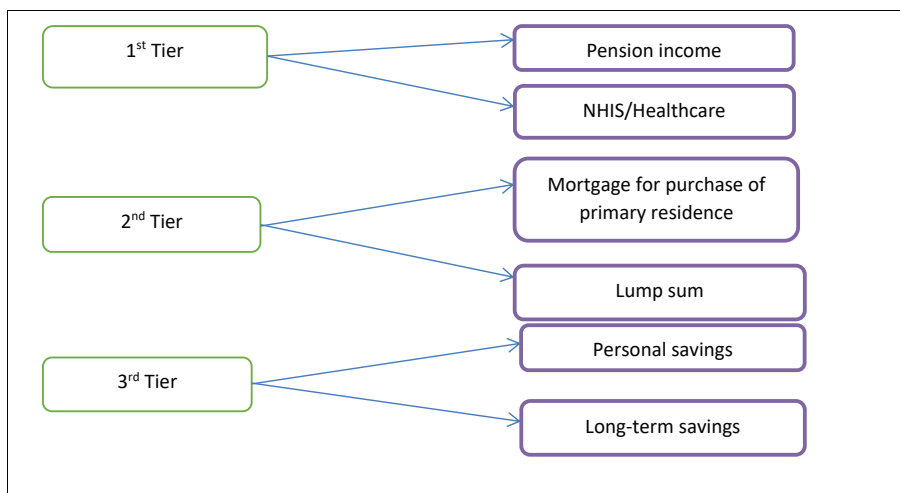 1st Tier
Pension income
NHIS/Healthcare
2nd Tier
Mortgage for purchase of
primary residence
Lump sum
3rd Tier
Personal savings
Long-term savings